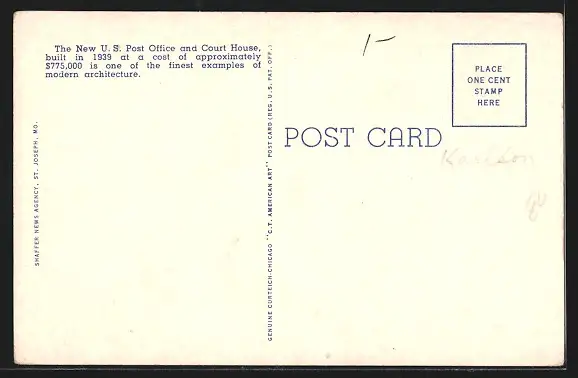 The New U. S. Post Office and Court House,
built in 1939 at a cost of approximately
$775,000 is one of the finest examples of
modern architecture.
SHAFFER NEWS AGENCY, ST. JOSEPH, MO.
GENUINE CURTEICH-CHICAGO "C.T. AMERICAN ART" POST CARD (REG. U.S. PAT. OFF.)
1-
POST CARD
PLACE
ONE CENT
STAMP
HERE